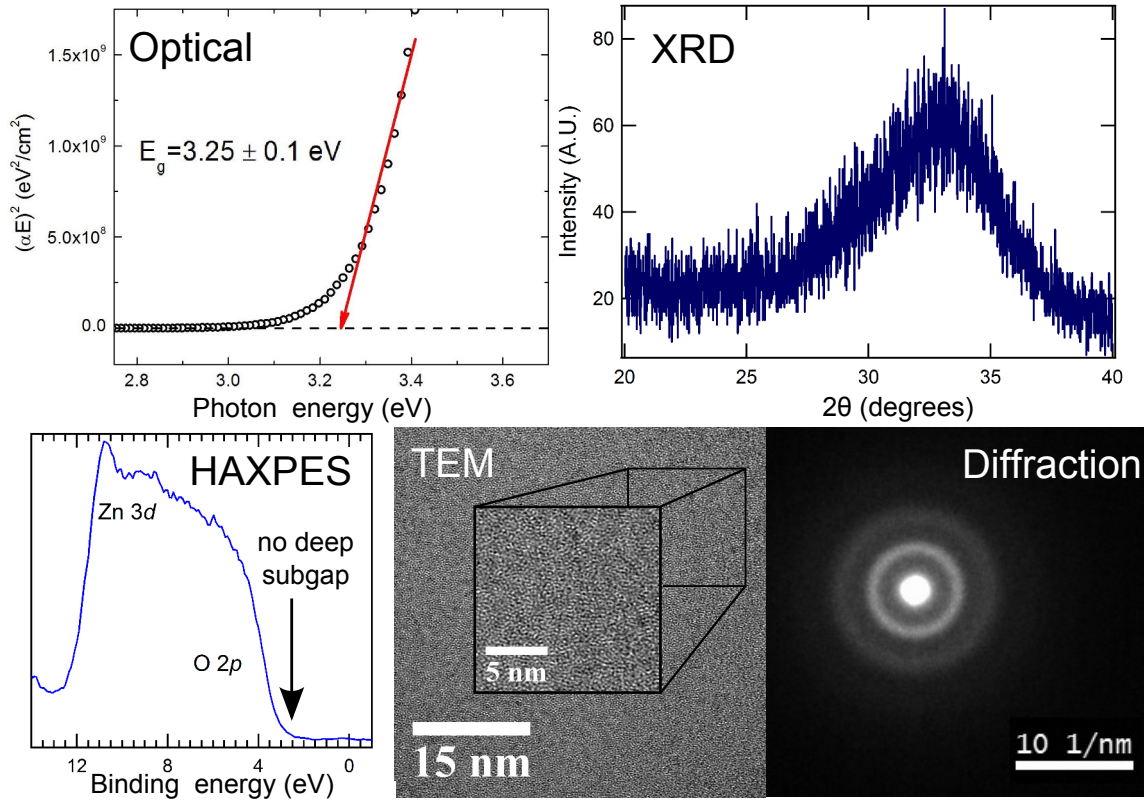 Optical
1.5x10⁹
1.0x10⁹
5.0x10⁸
0.0
(αE)² (eV²/cm²)
E_g=3.25 ± 0.1 eV
2.8
3.0
3.2
3.4
3.6
Photon energy (eV)
XRD
80
60
40
20
Intensity (A.U.)
20
25
30
35
40
2θ (degrees)
HAXPES
Zn 3d
no deep
subgap
O 2p
12
8
4
0
Binding energy (eV)
TEM
5 nm
15 nm
Diffraction
10 1/nm